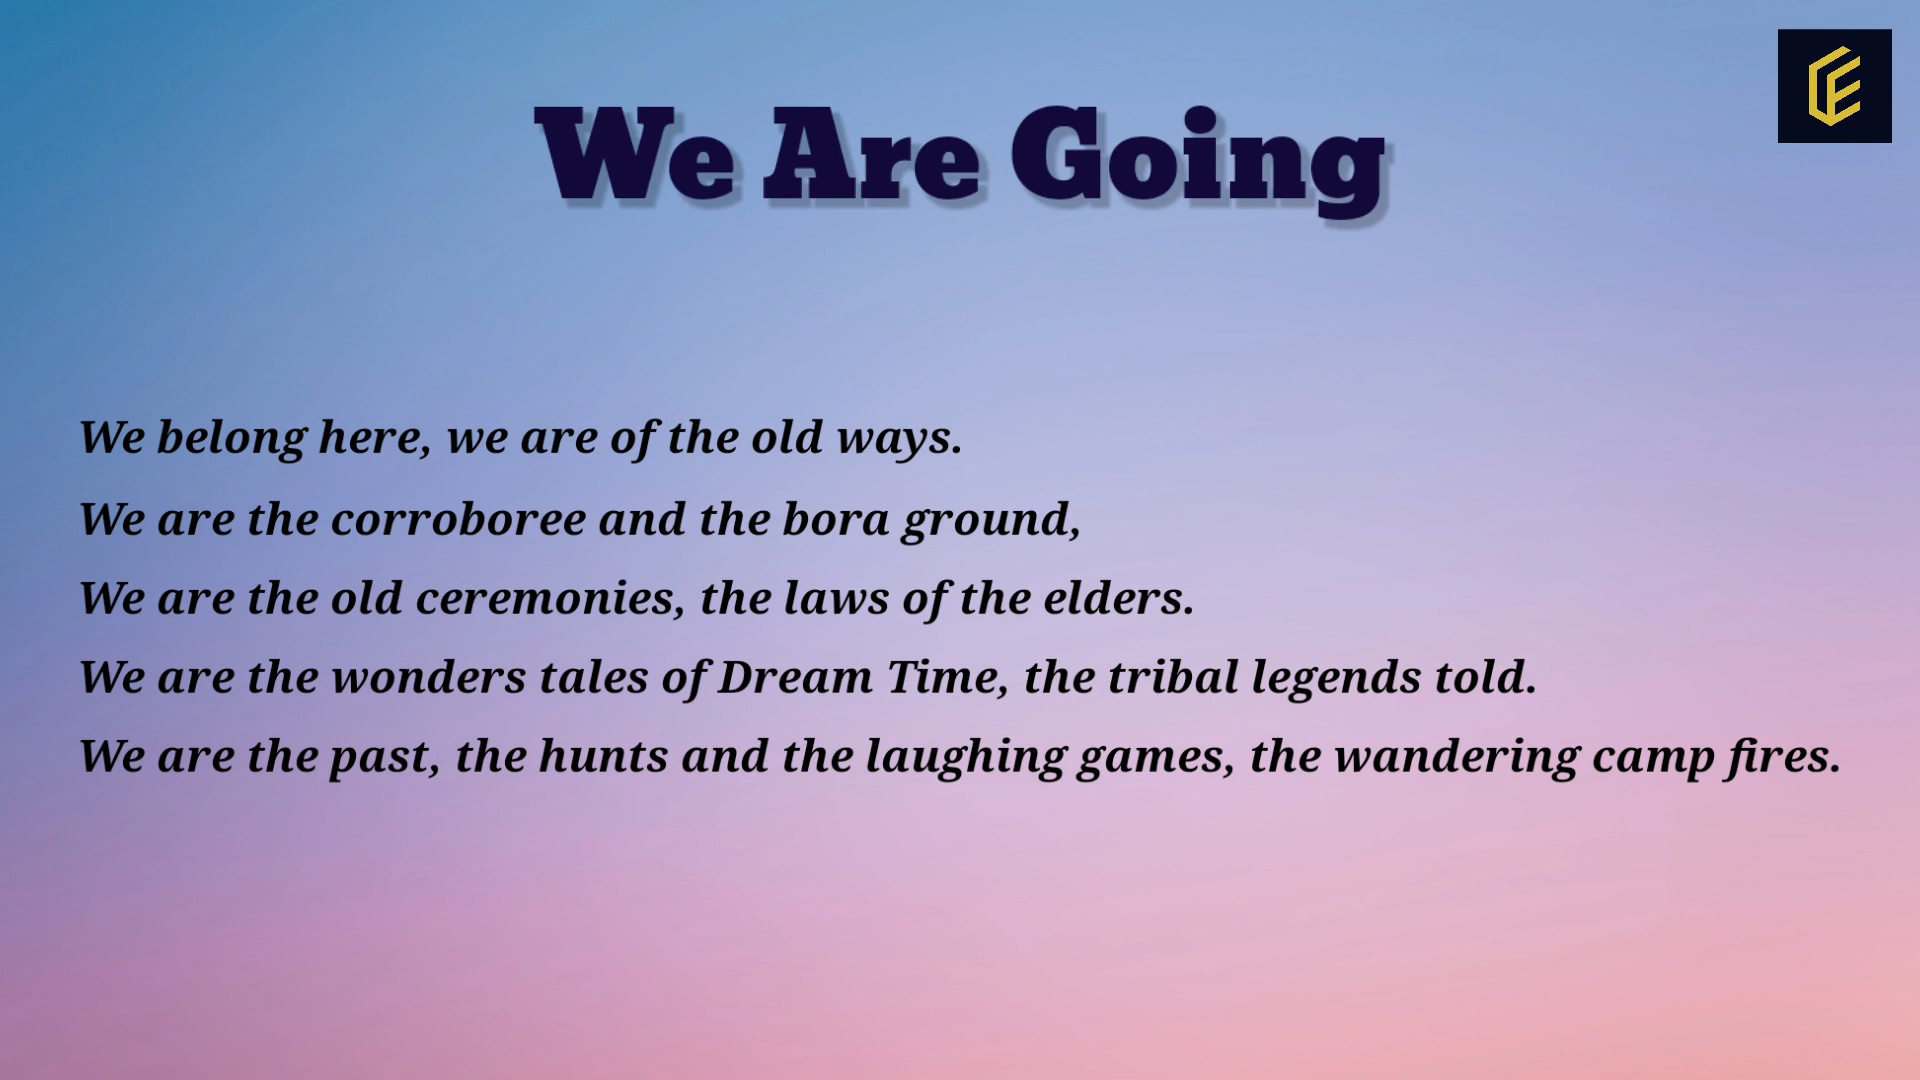 We Are Going
We belong here, we are of the old ways.
We are the corroboree and the bora ground,
We are the old ceremonies, the laws of the elders.
We are the wonders tales of Dream Time, the tribal legends told.
We are the past, the hunts and the laughing games, the wandering camp fires.